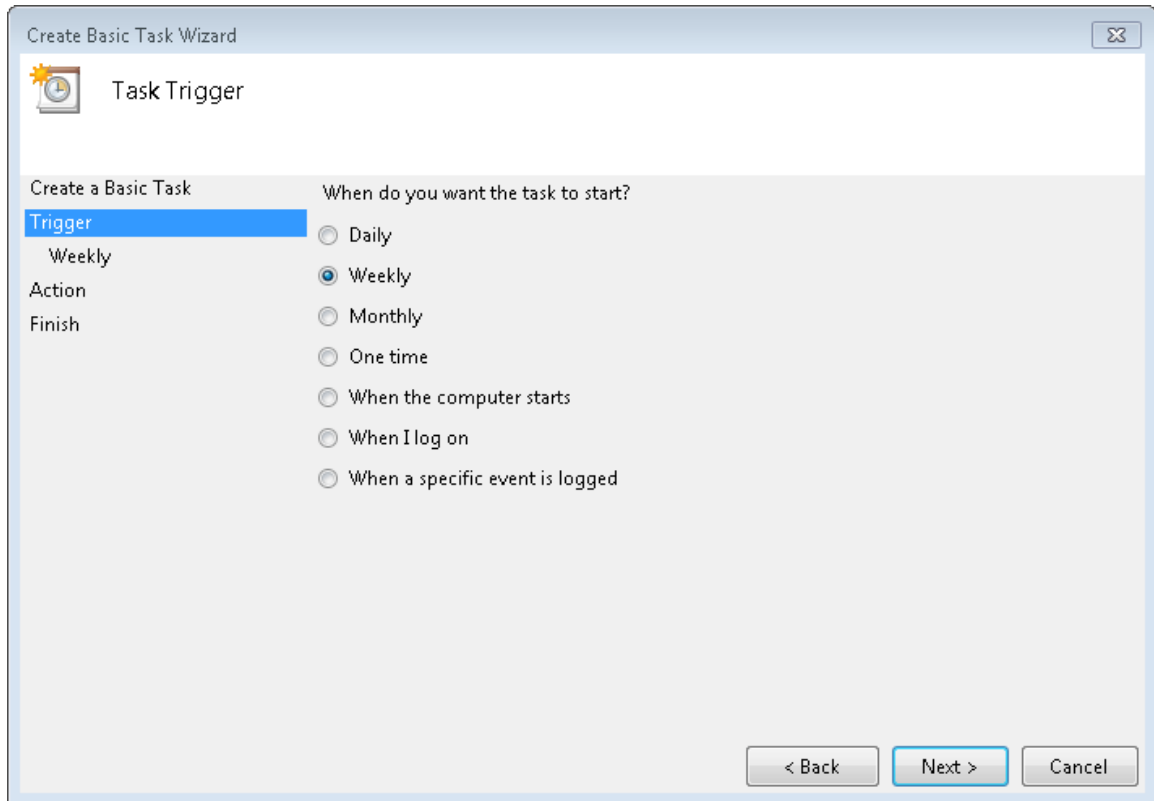 Create Basic Task Wizard
Task Trigger
Create a Basic Task
Trigger
Weekly
Action
Finish
When do you want the task to start?
Daily
Weekly
Monthly
One time
When the computer starts
When I log on
When a specific event is logged
< Back
Next >
Cancel